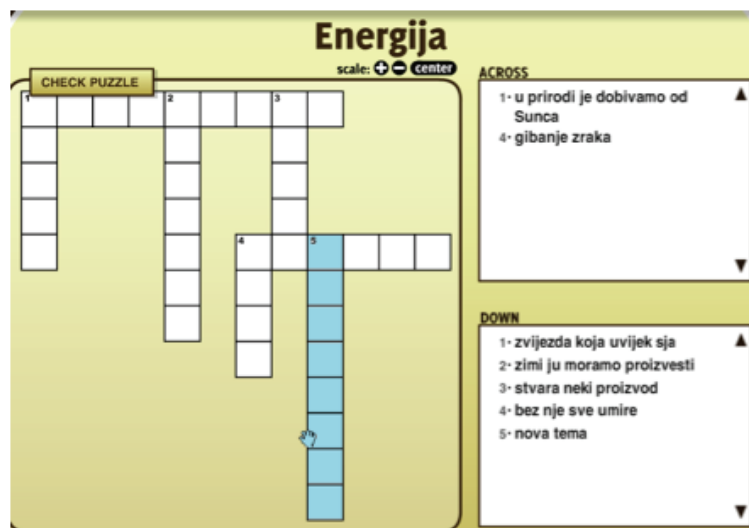 Energija
scale: + - center
CHECK PUZZLE
1
2
3
4
5
ACROSS
1· u prirodi je dobivamo od
Sunca
4· gibanje zraka
DOWN
1· zvijezda koja uvijek sja
2· zimi ju moramo proizvesti
3· stvara neki proizvod
4· bez nje sve umire
5· nova tema